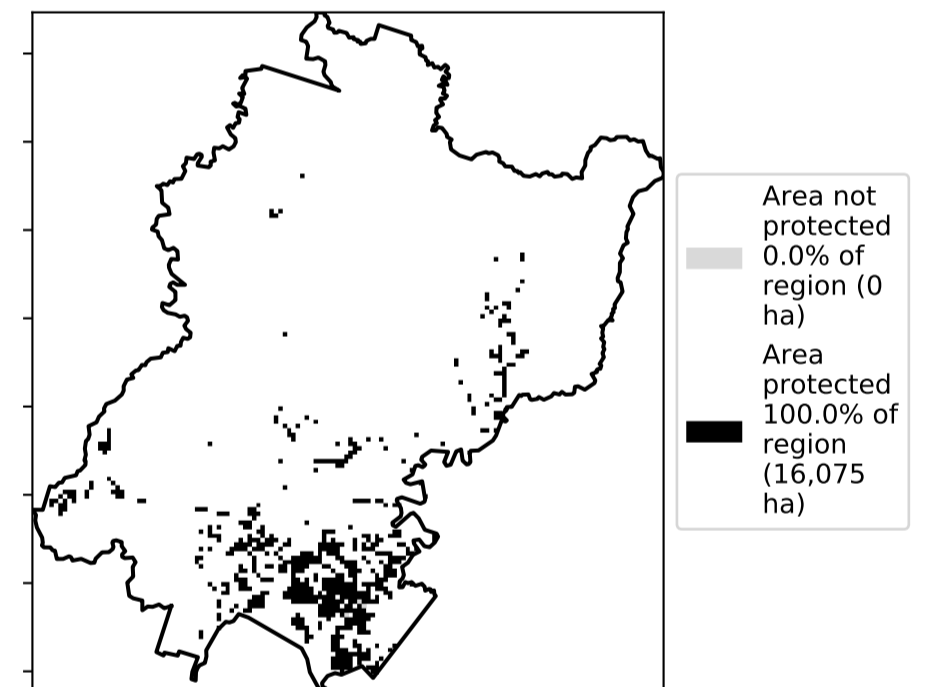 Area not
protected
0.0% of
region (0
ha)
Area
protected
100.0% of
region
(16,075
ha)